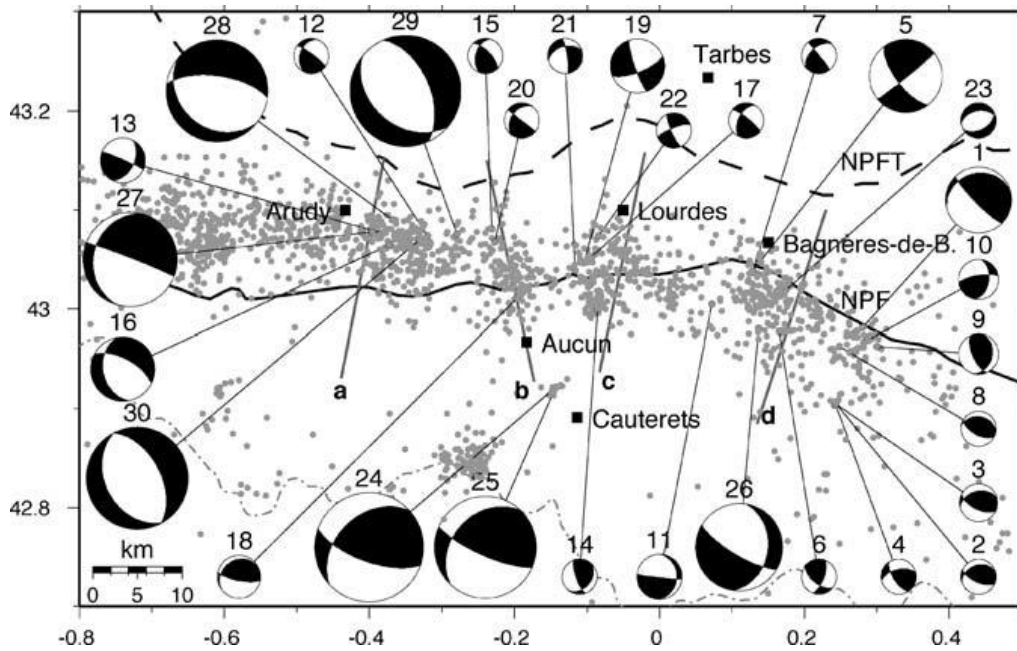 28 12 29 15 21 19 7 5
Tarbes
43.2
20 22 17 23
13
NPFT
1
27
Arudy Lourdes
Bagnères-de-B.
10
43
NPF
16
Aucun
9
a b c
8
Cauterets d
30
3
24 25 26
42.8
km
18 14 11 6 4 2
0 5 10
-0.8 -0.6 -0.4 -0.2 0 0.2 0.4